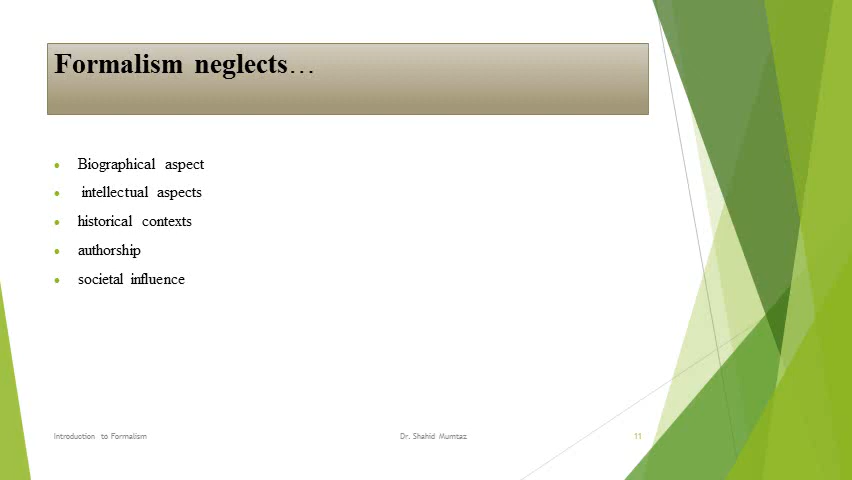 Formalism neglects…
Biographical aspect
intellectual aspects
historical contexts
authorship
societal influence
Introduction to Formalism
Dr. Shahid Mumtaz
11